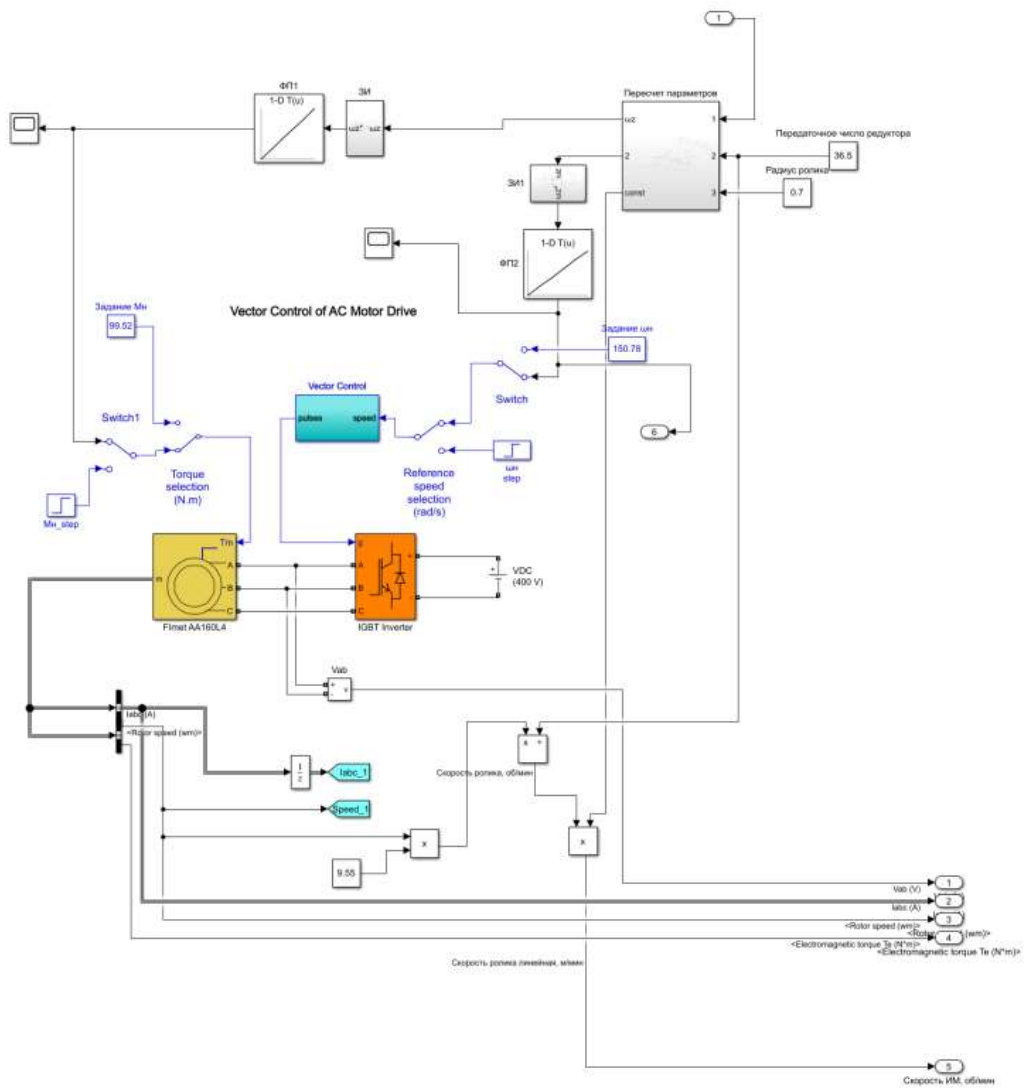 1
ФП1
1-D T(u)
ЗИ
ωz' ωz
Пересчет параметров
ωz
1
2
2
const
3
Передаточное число редуктора
36.5
Радиус ролика
0.7
ЗИ1
1-D T(u)
ФП2
Задание Мн
99.52
Vector Control of AC Motor Drive
Задание ωн
150.78
Switch
Vector Control
pulses
speed
Switch1
6
Torque
selection
(N.m)
Reference
speed
selection
(rad/s)
ωн
step
Мн_step
Tm
m
A
B
C
FImet AA160L4
g
A
B
C
+
-
IGBT Inverter
+
VDC
(400 V)
Vab
+
-
v
Iabc (A)
<Rotor speed (wm)>
1
z
Iabc_1
Speed_1
x
÷
Скорость ролика, об/мин
x
x
9.55
1
Vab (V)
2
Iabc (A)
3
<Rotor speed (wm)>
4
<Electromagnetic torque Te (N*m)>
<Electromagnetic torque Te (N*m)>
Скорость ролика линейная, м/мин
5
Скорость ИМ, об/мин